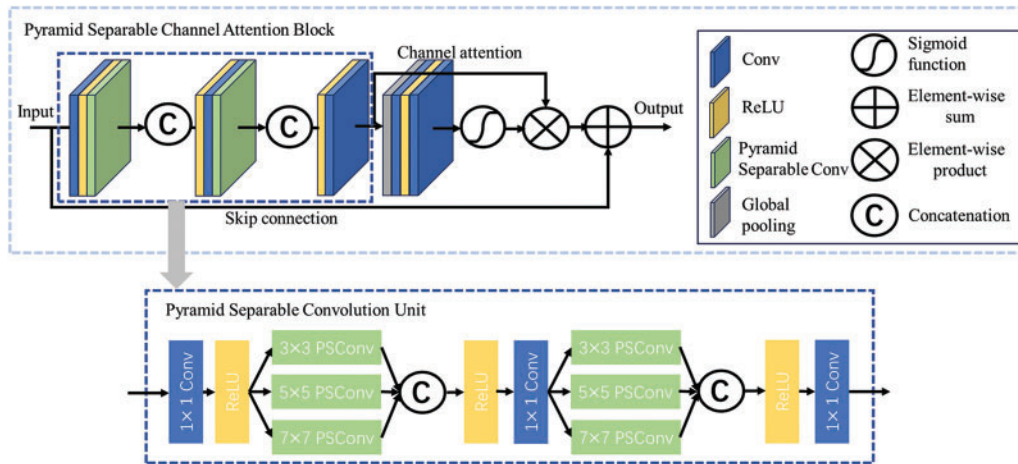 Pyramid Separable Channel Attention Block
Channel attention
Input
C
C
Output
Skip connection
Conv
Sigmoid
function
ReLU
Element-wise
sum
Pyramid
Separable Conv
Element-wise
product
Global
pooling
C
Concatenation
Pyramid Separable Convolution Unit
1×1 Conv
ReLU
3×3 PSConv
5×5 PSConv
7×7 PSConv
C
ReLU
1×1 Conv
3×3 PSConv
5×5 PSConv
7×7 PSConv
C
ReLU
1×1 Conv